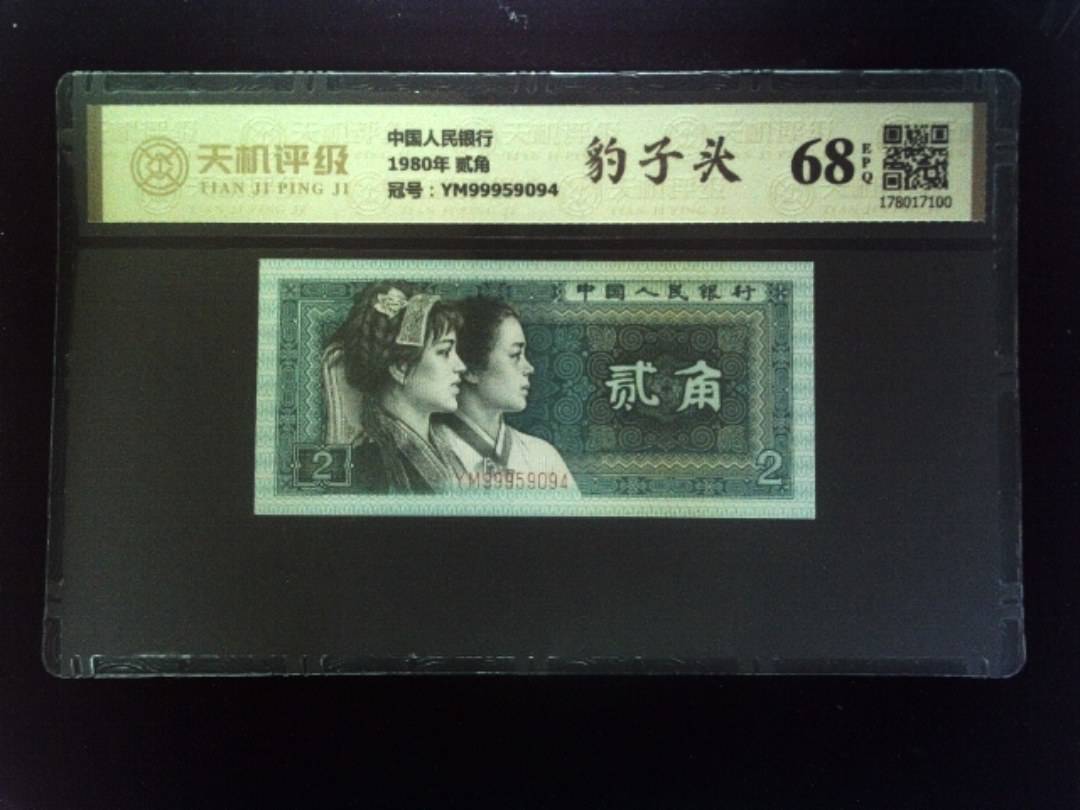 天机评级
TIAN JI PING JI
中国人民银行
1980年 贰角
冠号：YM99959094
豹子头
68
EPQ
178017100
中国人民银行
贰角
2
2
YM99959094